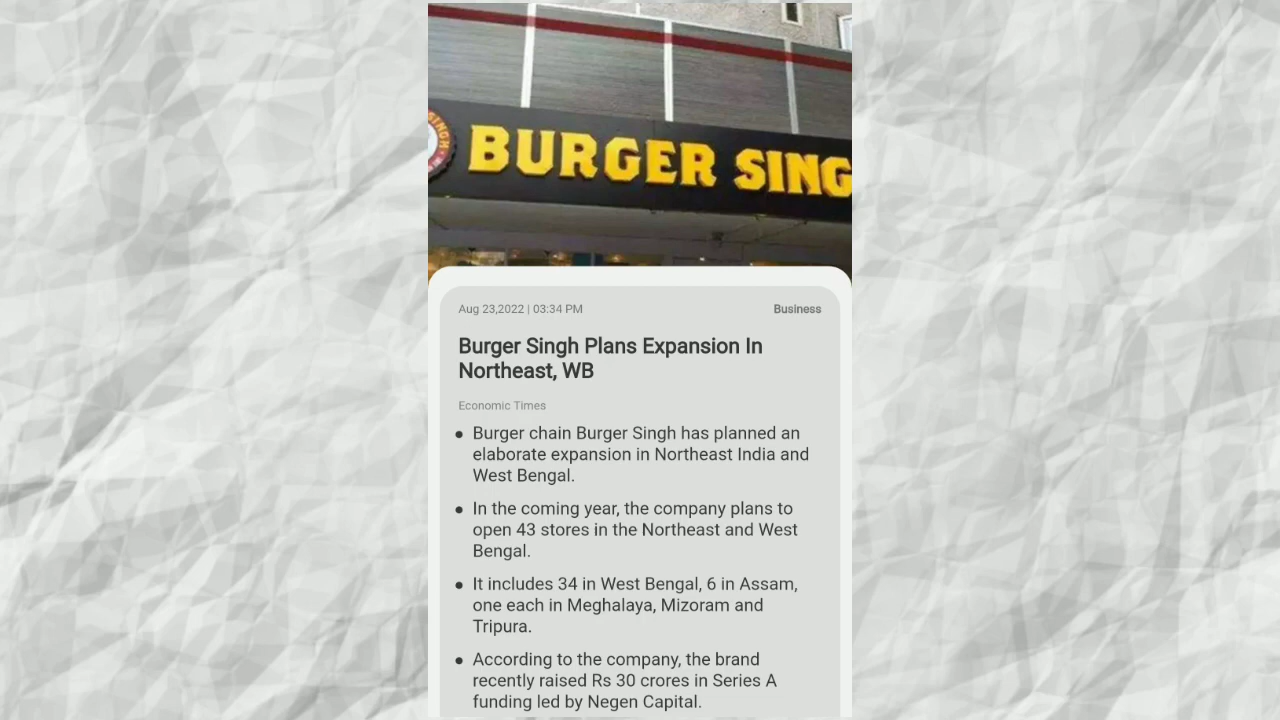 SINGH
BURGER SING
Aug 23,2022 | 03:34 PM
Business
Burger Singh Plans Expansion In
Northeast, WB
Economic Times
● Burger chain Burger Singh has planned an
elaborate expansion in Northeast India and
West Bengal.
● In the coming year, the company plans to
open 43 stores in the Northeast and West
Bengal.
● It includes 34 in West Bengal, 6 in Assam,
one each in Meghalaya, Mizoram and
Tripura.
● According to the company, the brand
recently raised Rs 30 crores in Series A
funding led by Negen Capital.